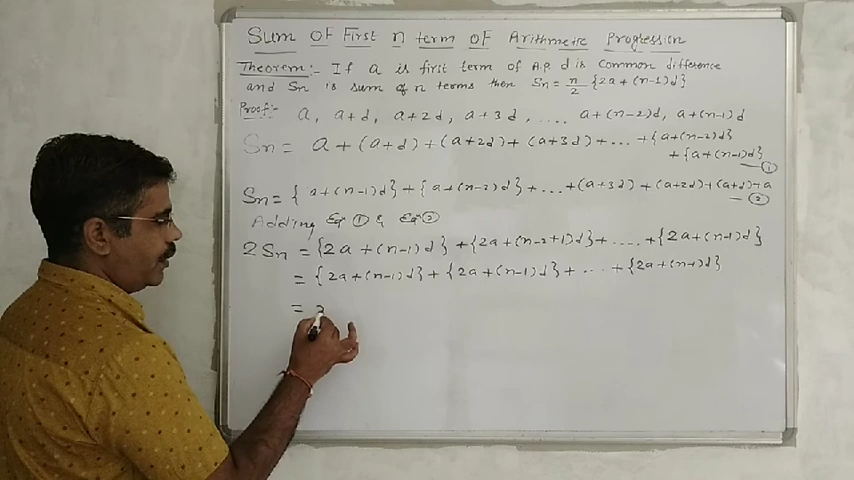 Sum Of First n term Of Arithmetic Progression
Theorem:- If a is first term of A.P. d is Common difference
and Sn is sum of n terms then Sn = n/2 {2a + (n-1)d}
Proof:- a, a+d, a+2d, a+3d, .... a+(n-2)d, a+(n-1)d
Sn = a + (a+d) + (a+2d) + (a+3d) + ... + {a+(n-2)d}
+ {a+(n-1)d} — ①
Sn = { a+(n-1)d} + {a+(n-2)d} + ... + (a+3d) + (a+2d) + (a+d) + a
— ②
Adding Eqn ① & Eqn ②
2Sn = {2a + (n-1)d} + {2a + (n-2+1)d} + .... + {2a + (n-1)d}
= {2a + (n-1)d} + {2a + (n-1)d} + ... + {2a + (n-1)d}
=